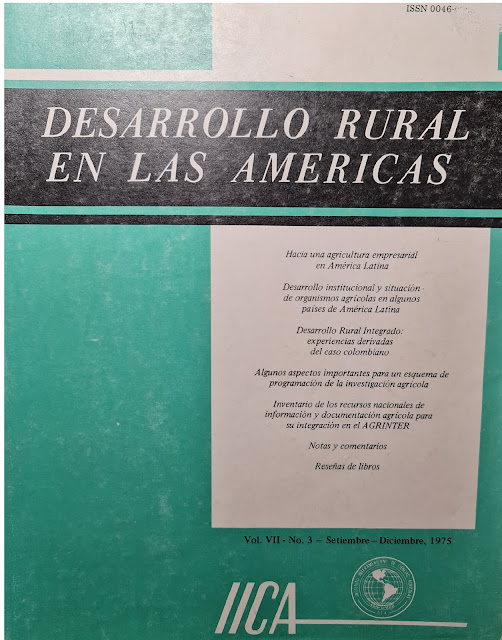 ISSN 0046-
DESARROLLO RURAL
EN LAS AMERICAS
Hacia una agricultura empresarial
en América Latina
Desarrollo institucional y situación
de organismos agrícolas en algunos
países de América Latina
Desarrollo Rural Integrado:
experiencias derivadas
del caso colombiano
Algunos aspectos importantes para un esquema de
programación de la investigación agrícola
Inventario de los recursos nacionales de
información y documentación agrícola para
su integración en el AGRINTER
Notas y comentarios
Reseñas de libros
Vol. VII - No. 3 – Setiembre – Diciembre, 1975
IICA